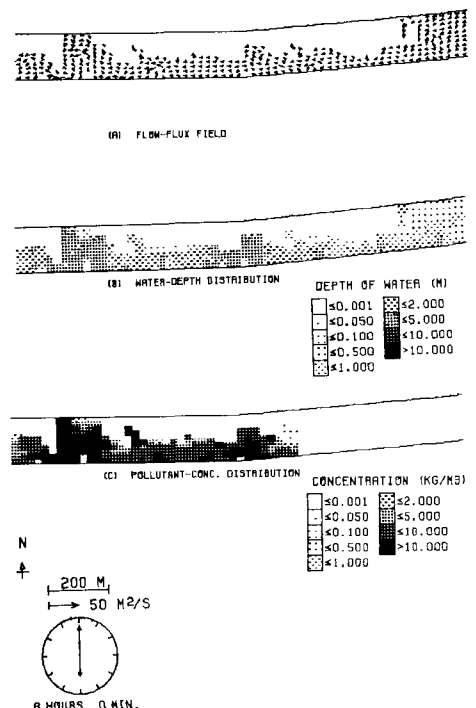 (A) FLOW-FLUX FIELD
(B) WATER-DEPTH DISTRIBUTION
DEPTH OF WATER (M)
≤0.001 ≤2.000
≤0.050 ≤5.000
≤0.100 ≤10.000
≤0.500 >10.000
≤1.000
(C) POLLUTANT-CONC. DISTRIBUTION
CONCENTRATION (KG/M3)
≤0.001 ≤2.000
≤0.050 ≤5.000
≤0.100 ≤10.000
≤0.500 >10.000
≤1.000
N
200 M
50 M2/S
HOURS 0 MIN.